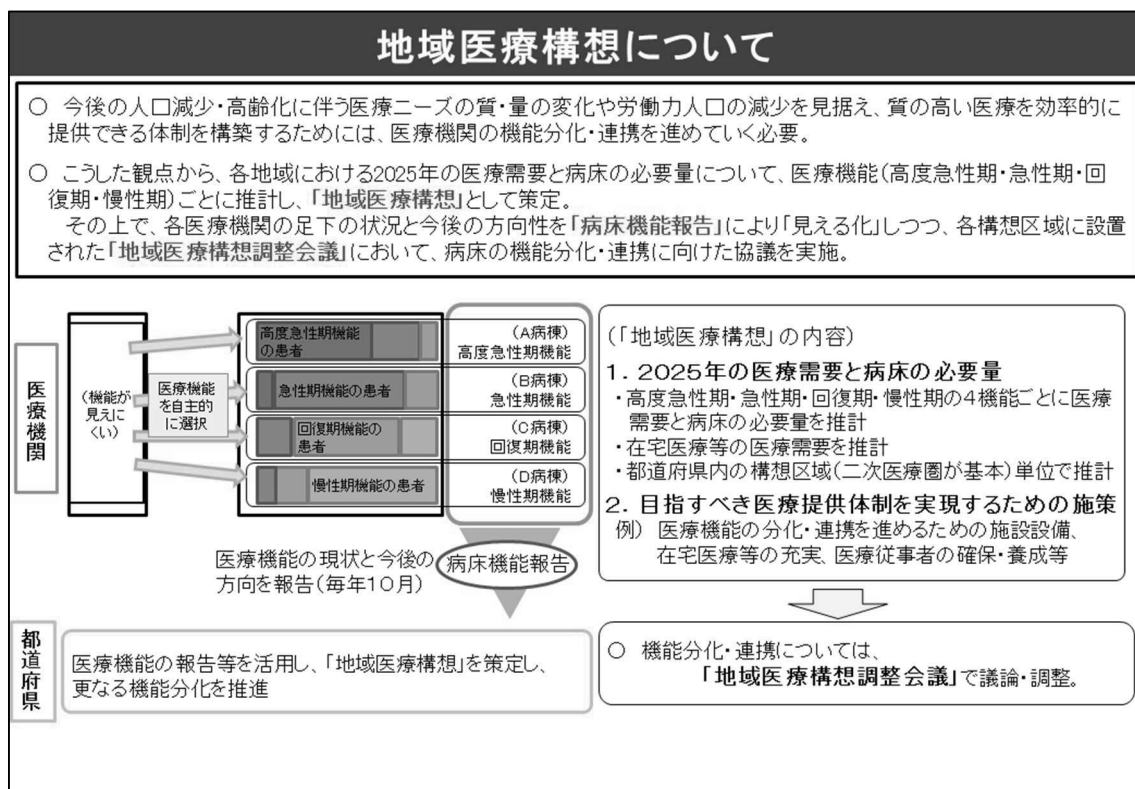 地域医療構想について
○ 今後の人口減少・高齢化に伴う医療ニーズの質・量の変化や労働力人口の減少を見据え、質の高い医療を効率的に
提供できる体制を構築するためには、医療機関の機能分化・連携を進めていく必要。
○ こうした観点から、各地域における2025年の医療需要と病床の必要量について、医療機能(高度急性期・急性期・回
復期・慢性期)ごとに推計し、「地域医療構想」として策定。
その上で、各医療機関の足下の状況と今後の方向性を「病床機能報告」により「見える化」しつつ、各構想区域に設置
された「地域医療構想調整会議」において、病床の機能分化・連携に向けた協議を実施。
医療機関
(機能が
見えに
くい)
医療機能
を自主的
に選択
高度急性期機能
の患者
急性期機能の患者
回復期機能の
患者
慢性期機能の患者
(A病棟)
高度急性期機能
(B病棟)
急性期機能
(C病棟)
回復期機能
(D病棟)
慢性期機能
医療機能の現状と今後の
方向を報告(毎年10月)
病床機能報告
都道府県
医療機能の報告等を活用し、「地域医療構想」を策定し、
更なる機能分化を推進
(「地域医療構想」の内容)
1.2025年の医療需要と病床の必要量
・高度急性期・急性期・回復期・慢性期の4機能ごとに医療
需要と病床の必要量を推計
・在宅医療等の医療需要を推計
・都道府県内の構想区域(二次医療圏が基本)単位で推計
2.目指すべき医療提供体制を実現するための施策
例) 医療機能の分化・連携を進めるための施設設備、
在宅医療等の充実、医療従事者の確保・養成等
○ 機能分化・連携については、
「地域医療構想調整会議」で議論・調整。